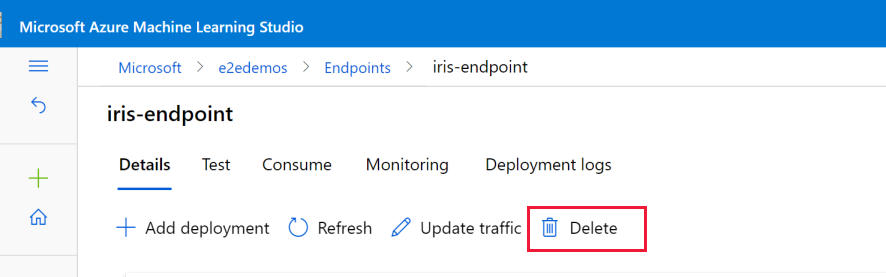 Microsoft Azure Machine Learning Studio
Microsoft > e2edemos > Endpoints > iris-endpoint
iris-endpoint
Details Test Consume Monitoring Deployment logs
Add deployment Refresh Update traffic Delete